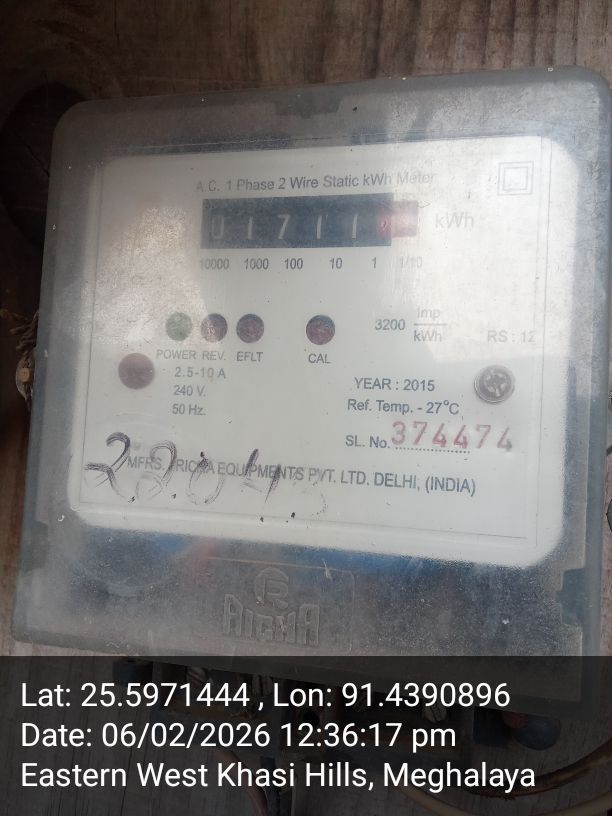 A.C. 1 Phase 2 Wire Static kWh Meter
01711 kWh
10000 1000 100 10 1 1/10
3200 Imp/kWh
RS : 12
POWER REV. EFLT CAL
2.5-10 A
240 V.
50 Hz.
YEAR : 2015
Ref. Temp. - 27°C
SL. No. 374474
MFRS. EQUIPMENTS PVT. LTD. DELHI, (INDIA)
Lat: 25.5971444 , Lon: 91.4390896
Date: 06/02/2026 12:36:17 pm
Eastern West Khasi Hills, Meghalaya